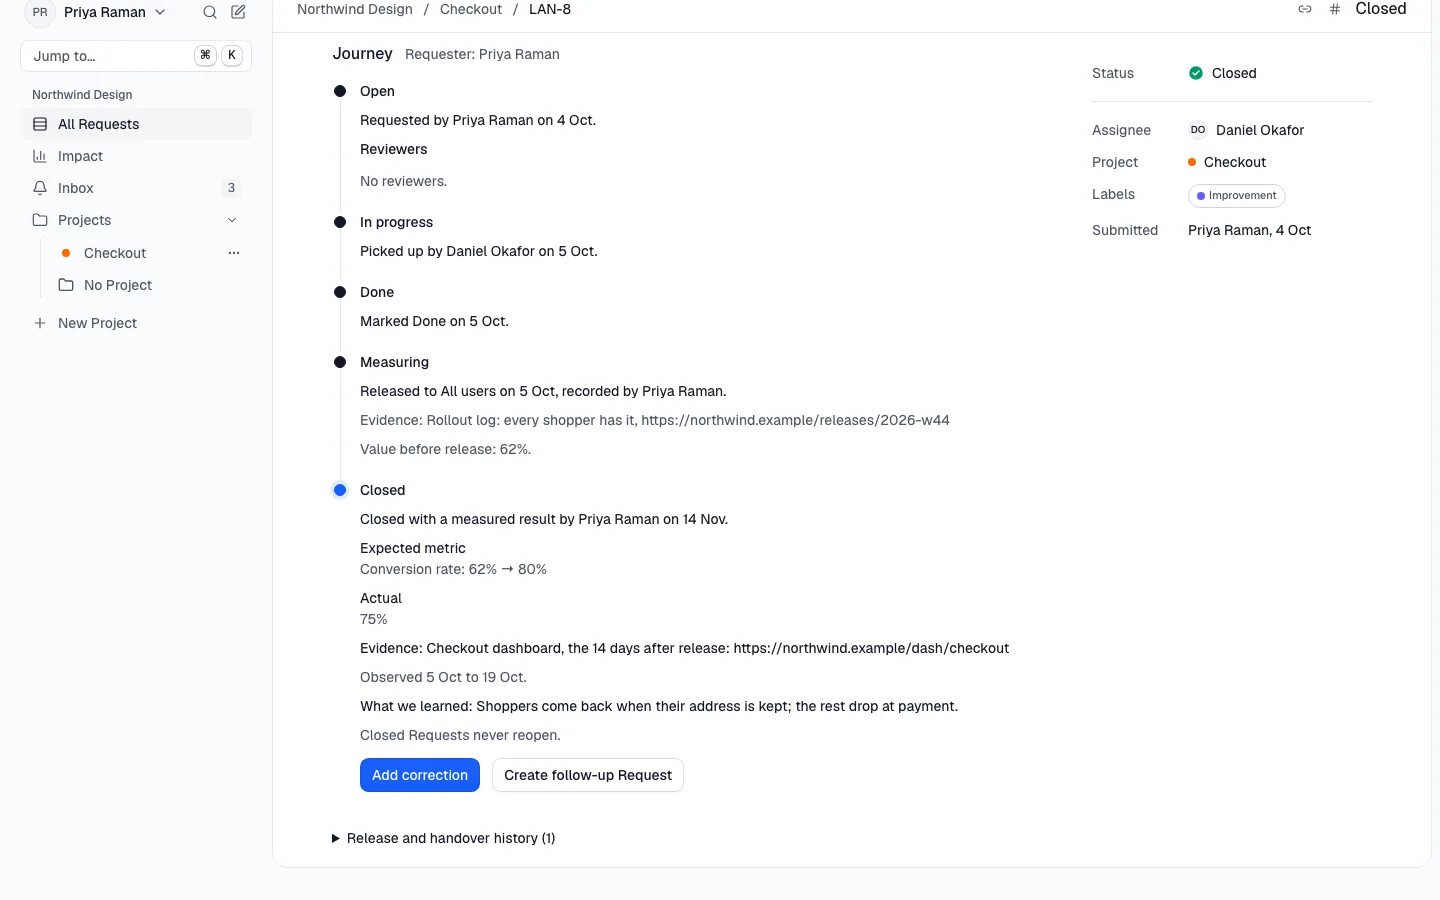 PR Priya Raman
Jump to... ⌘ K
Northwind Design
All Requests
Impact
Inbox 3
Projects
Checkout
No Project
New Project
Northwind Design / Checkout / LAN-8
# Closed
Journey Requester: Priya Raman
Open
Requested by Priya Raman on 4 Oct.
Reviewers
No reviewers.
In progress
Picked up by Daniel Okafor on 5 Oct.
Done
Marked Done on 5 Oct.
Measuring
Released to All users on 5 Oct, recorded by Priya Raman.
Evidence: Rollout log: every shopper has it, https://northwind.example/releases/2026-w44
Value before release: 62%.
Closed
Closed with a measured result by Priya Raman on 14 Nov.
Expected metric
Conversion rate: 62% → 80%
Actual
75%
Evidence: Checkout dashboard, the 14 days after release: https://northwind.example/dash/checkout
Observed 5 Oct to 19 Oct.
What we learned: Shoppers come back when their address is kept; the rest drop at payment.
Closed Requests never reopen.
Add correction Create follow-up Request
Release and handover history (1)
Status Closed
Assignee DO Daniel Okafor
Project Checkout
Labels Improvement
Submitted Priya Raman, 4 Oct